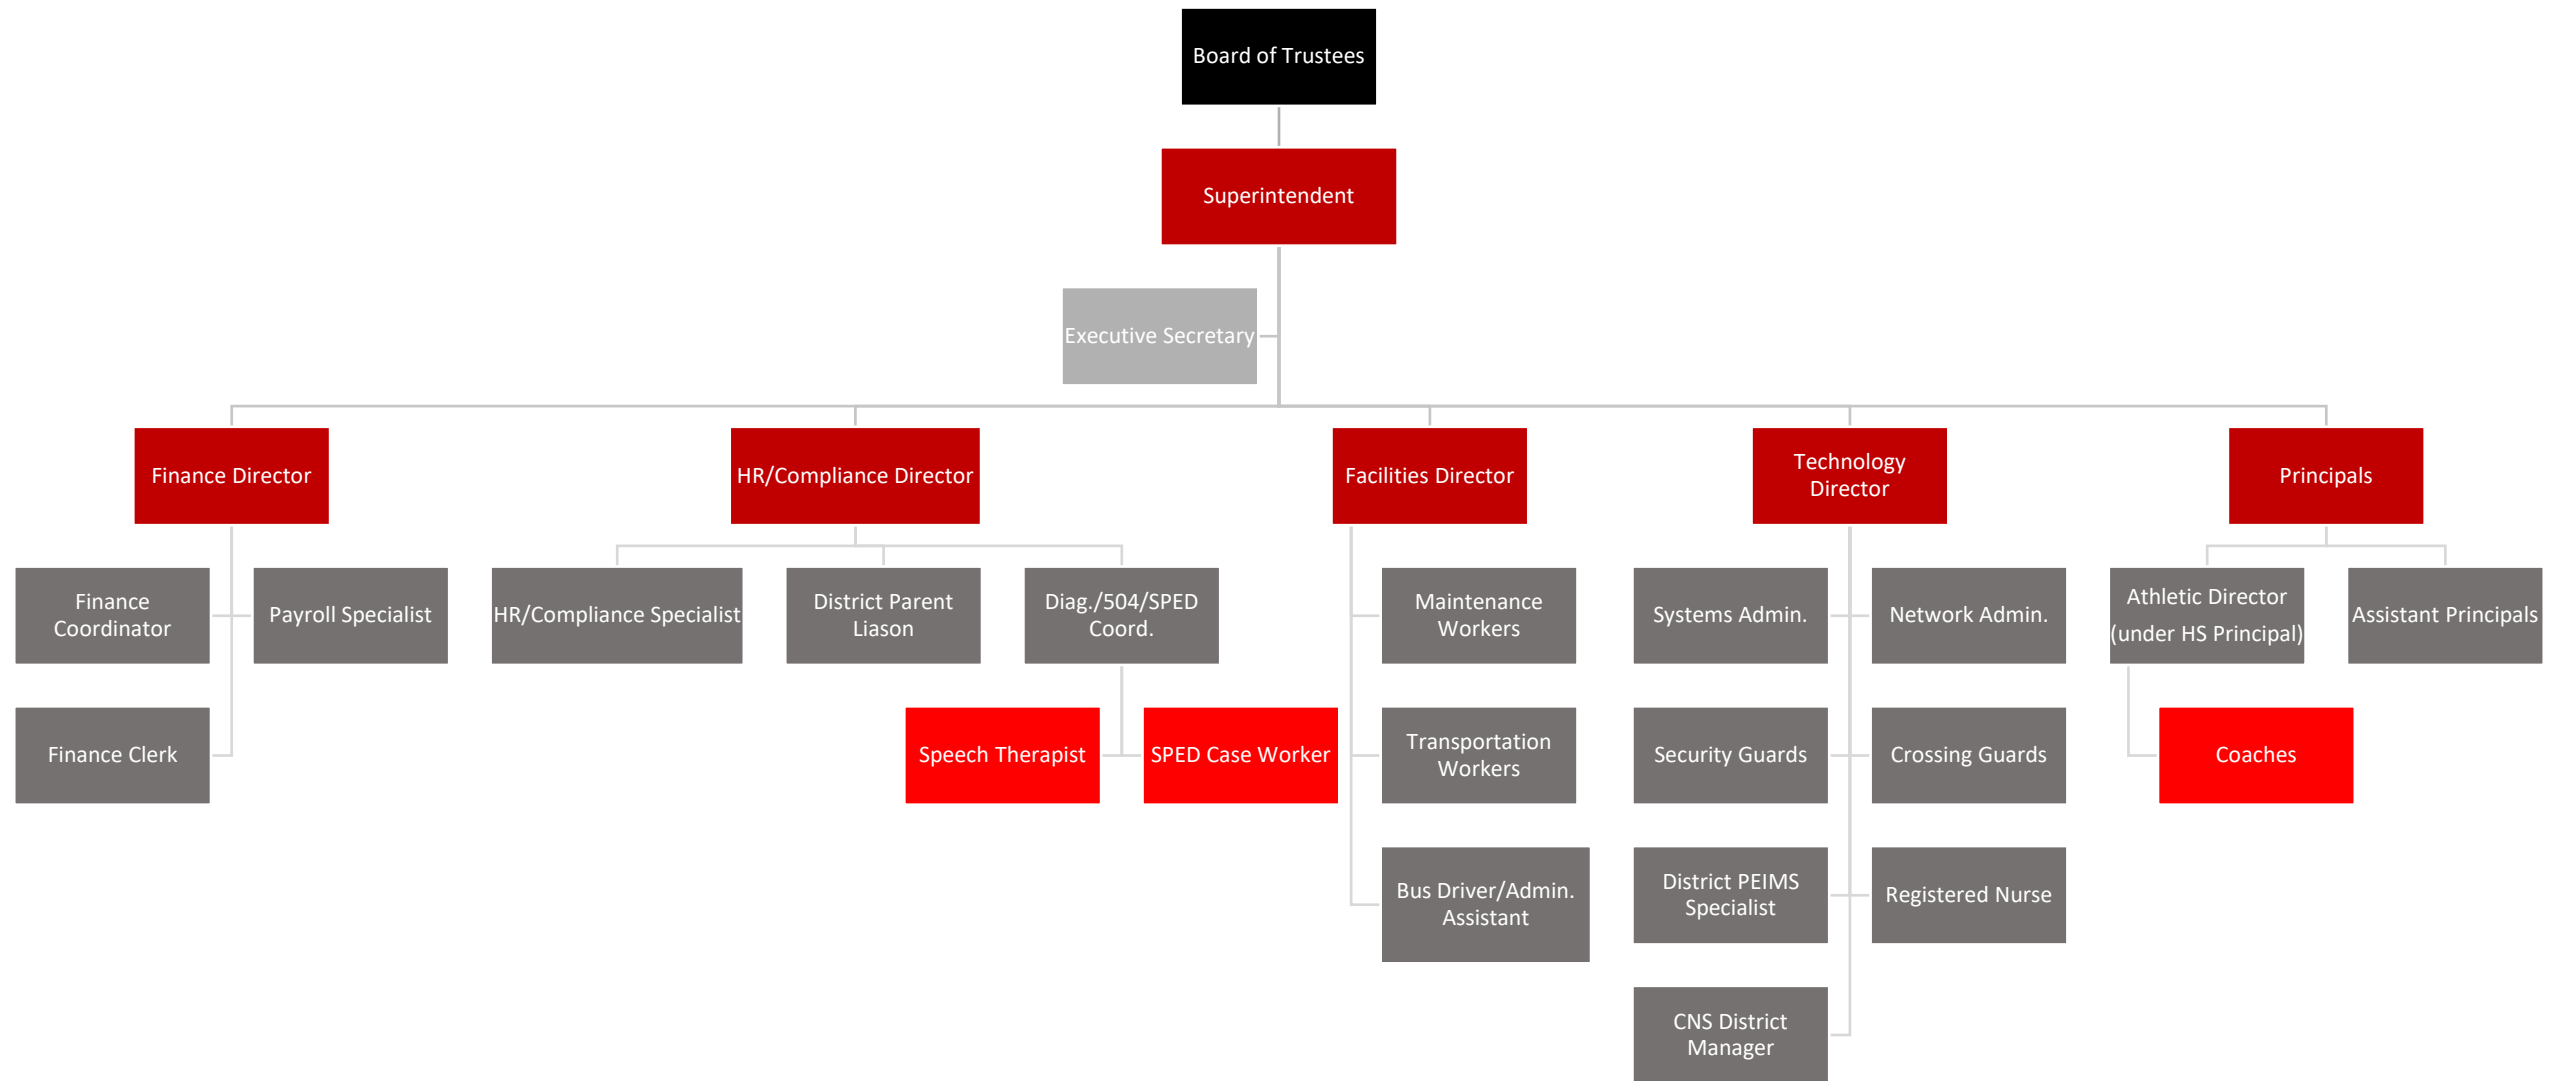 Board of Trustees
Superintendent
Executive Secretary
Finance Director
HR/Compliance Director
Facilities Director
Technology
Director
Principals
Finance
Coordinator
Payroll Specialist
HR/Compliance Specialist
District Parent
Liason
Diag./504/SPED
Coord.
Maintenance
Workers
Systems Admin.
Network Admin.
Athletic Director
(under HS Principal)
Assistant Principals
Finance Clerk
Speech Therapist
SPED Case Worker
Transportation
Workers
Security Guards
Crossing Guards
Coaches
Bus Driver/Admin.
Assistant
District PEIMS
Specialist
Registered Nurse
CNS District
Manager